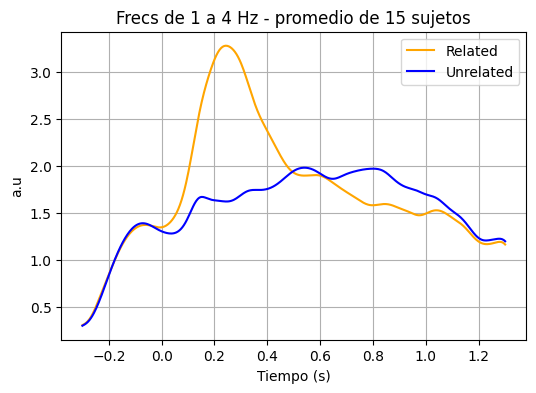 Frecs de 1 a 4 Hz - promedio de 15 sujetos
Related
Unrelated
a.u
3.0
2.5
2.0
1.5
1.0
0.5
−0.2 0.0 0.2 0.4 0.6 0.8 1.0 1.2
Tiempo (s)